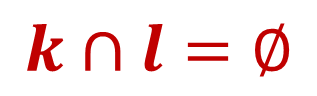 k ∩ l = ∅